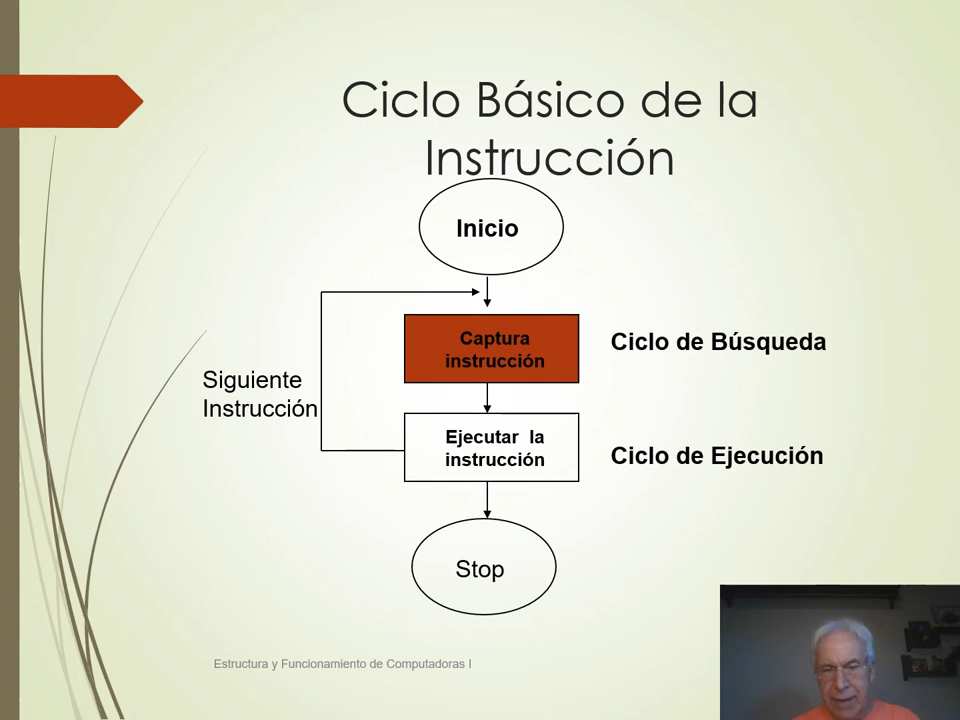 Ciclo Básico de la
Instrucción
Inicio
Captura
instrucción
Ciclo de Búsqueda
Siguiente
Instrucción
Ejecutar la
instrucción
Ciclo de Ejecución
Stop
Estructura y Funcionamiento de Computadoras I